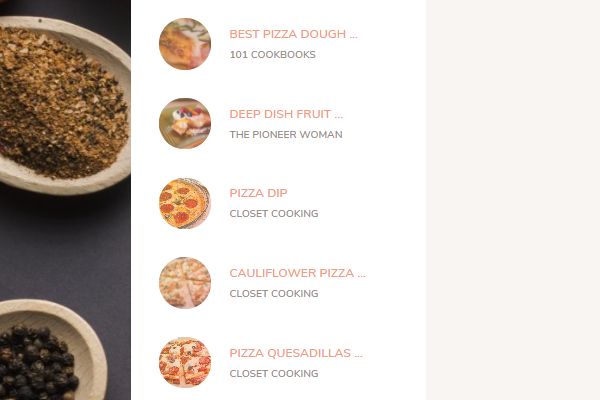 BEST PIZZA DOUGH ...
101 COOKBOOKS
DEEP DISH FRUIT ...
THE PIONEER WOMAN
PIZZA DIP
CLOSET COOKING
CAULIFLOWER PIZZA ...
CLOSET COOKING
PIZZA QUESADILLAS ...
CLOSET COOKING